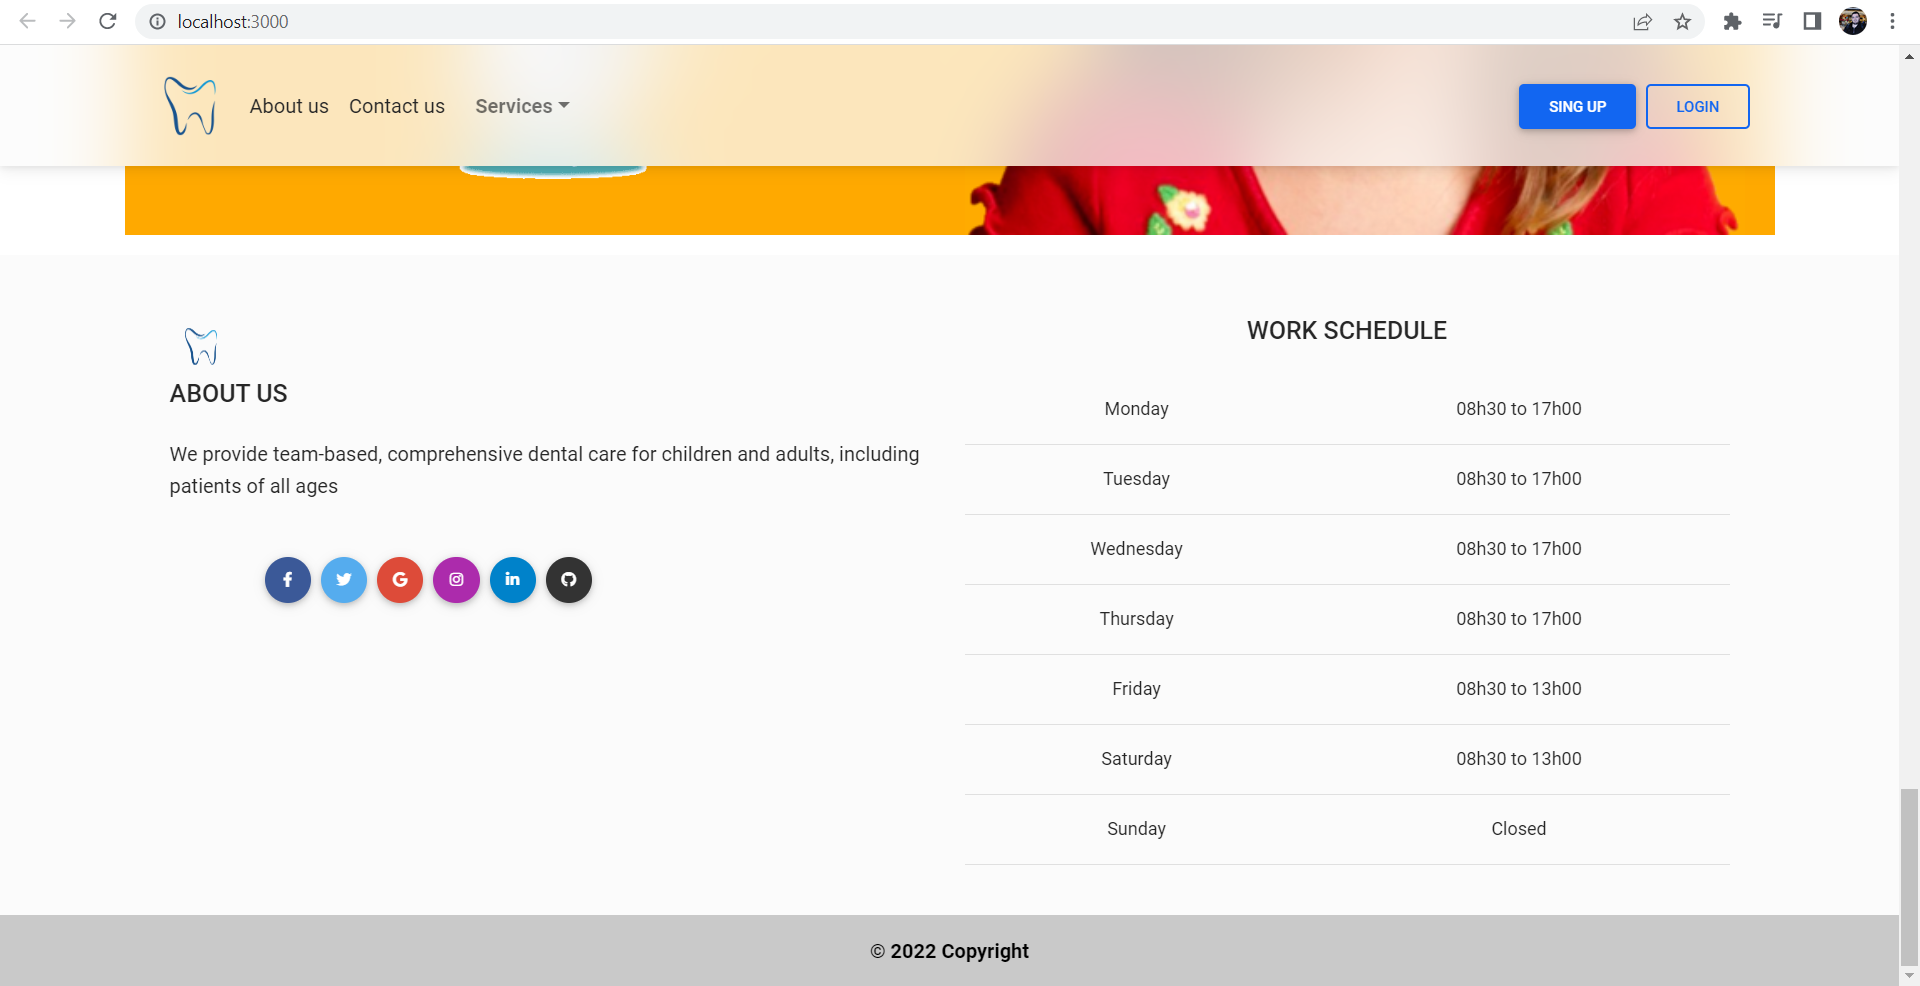 localhost:3000
About us Contact us Services SING UP LOGIN
ABOUT US
We provide team-based, comprehensive dental care for children and adults, including
patients of all ages
WORK SCHEDULE
Monday 08h30 to 17h00
Tuesday 08h30 to 17h00
Wednesday 08h30 to 17h00
Thursday 08h30 to 17h00
Friday 08h30 to 13h00
Saturday 08h30 to 13h00
Sunday Closed
© 2022 Copyright